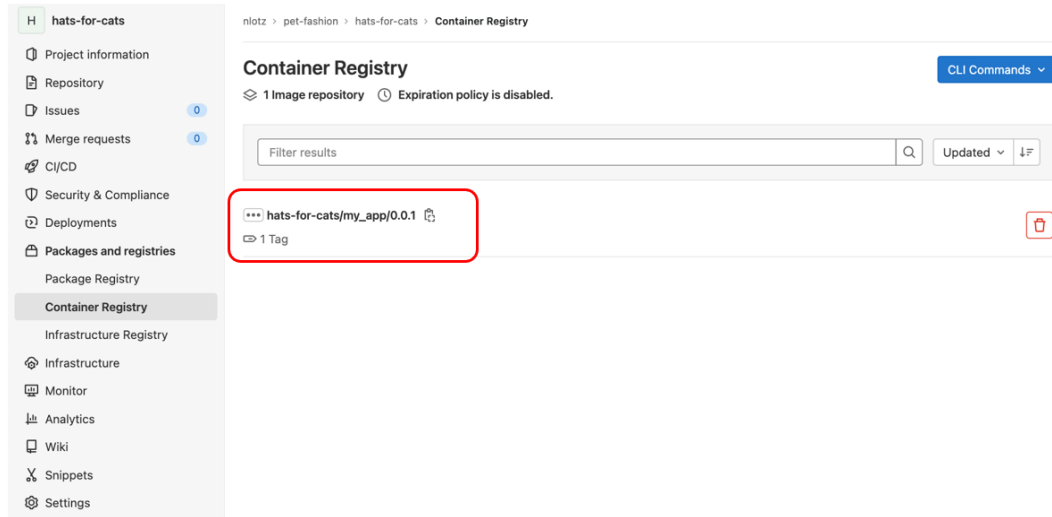 H hats-for-cats
Project information
Repository
Issues 0
Merge requests 0
CI/CD
Security & Compliance
Deployments
Packages and registries
Package Registry
Container Registry
Infrastructure Registry
Infrastructure
Monitor
Analytics
Wiki
Snippets
Settings
nlotz > pet-fashion > hats-for-cats > Container Registry
Container Registry
CLI Commands
1 Image repository Expiration policy is disabled.
Filter results
Updated
hats-for-cats/my_app/0.0.1
1 Tag